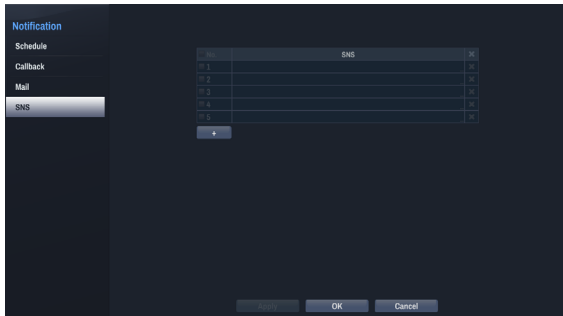 Notification
Schedule
Callback
Mail
SNS
No SNS
1
2
3
4
5
+
Apply OK Cancel